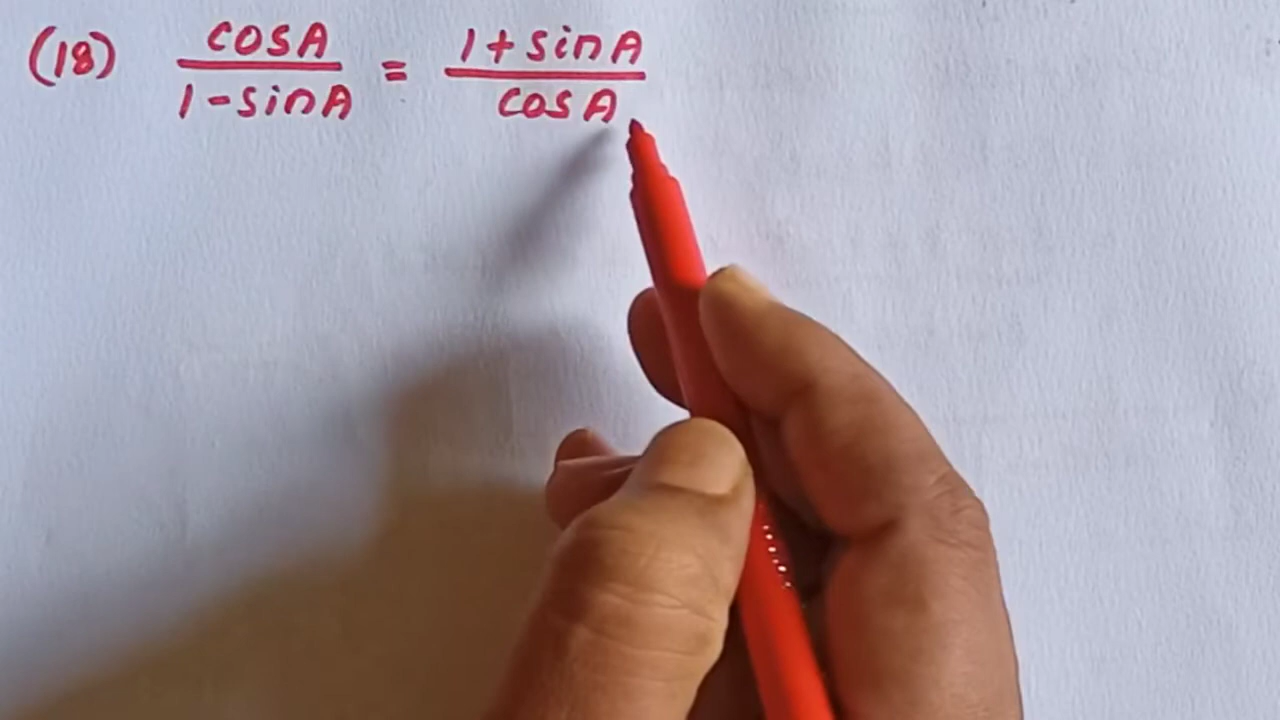 (18) cosA / 1-sinA = 1+sinA / cosA